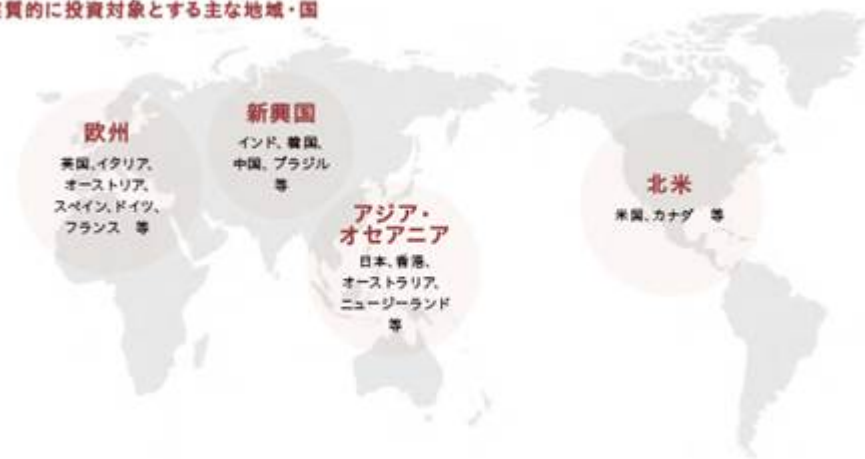 質的に投資対象とする主な地域・国
欧州
英国、イタリア、
オーストリア、
スペイン、ドイツ、
フランス 等
新興国
インド、韓国、
中国、ブラジル
等
アジア・
オセアニア
日本、香港、
オーストラリア、
ニュージーランド
等
北米
米国、カナダ 等